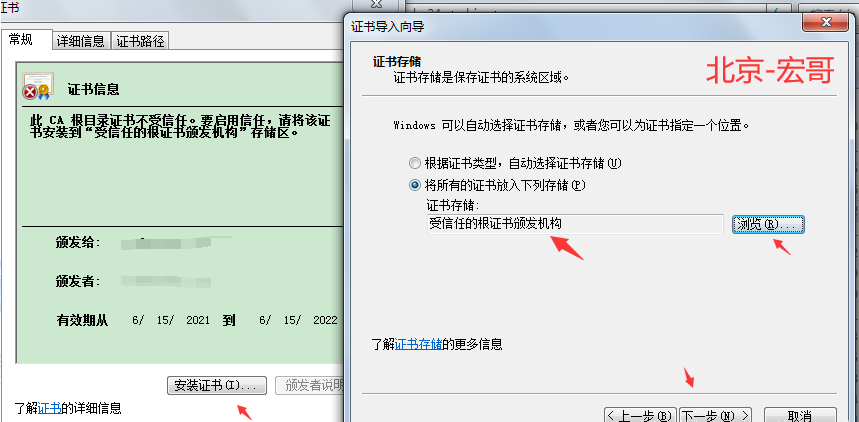 证书
常规
详细信息
证书路径
证书信息
此 CA 根目录证书不受信任。要启用信任，请将该证
书安装到“受信任的根证书颁发机构”存储区。
颁发给：
颁发者：
有效期从 6/ 15/ 2021 到 6/ 15/ 2022
安装证书(I)...
颁发者说明
了解证书的详细信息
证书导入向导
北京-宏哥
证书存储
证书存储是保存证书的系统区域。
Windows 可以自动选择证书存储，或者您可以为证书指定一个位置。
根据证书类型，自动选择证书存储(U)
将所有的证书放入下列存储(P)
证书存储:
受信任的根证书颁发机构
浏览(R)...
了解证书存储的更多信息
< 上一步(B)
下一步(N) >
取消